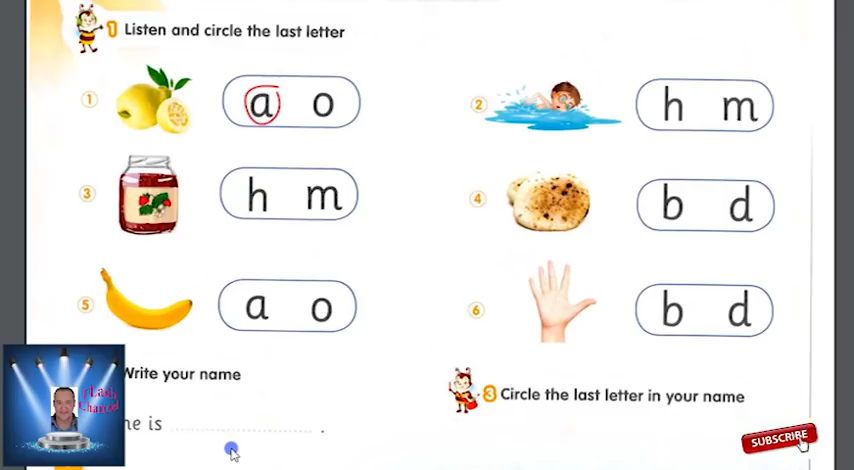 1 Listen and circle the last letter
1 a o
2 h m
3 h m
4 b d
5 a o
6 b d
Write your name
3 Circle the last letter in your name
is ........................ .
Channel
SUBSCRIBE